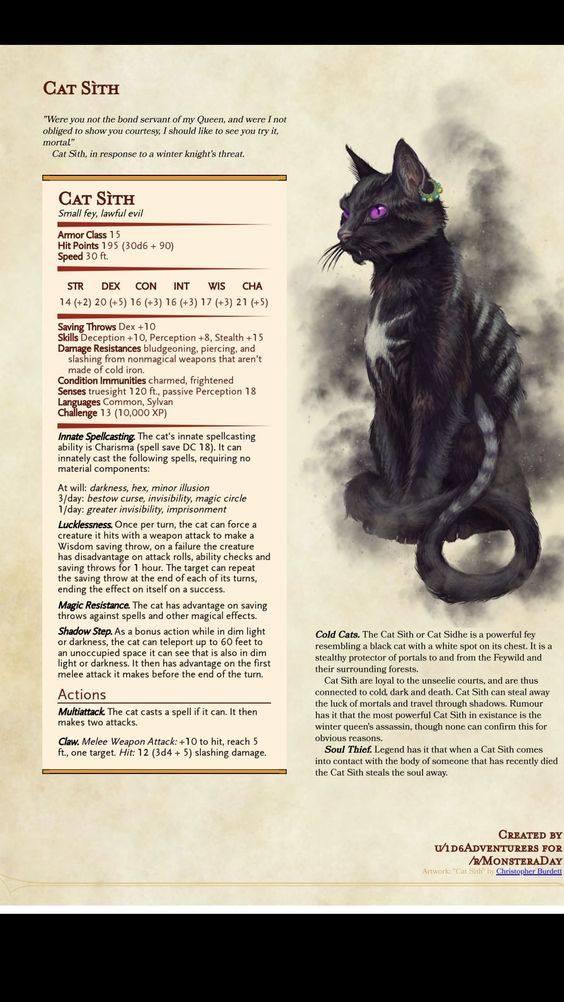 Cat Sìth
"Were you not the bond servant of my Queen, and were I not
obliged to show you courtesy, I should like to see you try it,
mortal."
Cat Sith, in response to a winter knight's threat.
Cat Sìth
Small fey, lawful evil
Armor Class 15
Hit Points 195 (30d6 + 90)
Speed 30 ft.
STR DEX CON INT WIS CHA
14 (+2) 20 (+5) 16 (+3) 16 (+3) 17 (+3) 21 (+5)
Saving Throws Dex +10
Skills Deception +10, Perception +8, Stealth +15
Damage Resistances bludgeoning, piercing, and
slashing from nonmagical weapons that aren't
made of cold iron.
Condition Immunities charmed, frightened
Senses truesight 120 ft., passive Perception 18
Languages Common, Sylvan
Challenge 13 (10,000 XP)
Innate Spellcasting. The cat's innate spellcasting
ability is Charisma (spell save DC 18). It can
innately cast the following spells, requiring no
material components:
At will: darkness, hex, minor illusion
3/day: bestow curse, invisibility, magic circle
1/day: greater invisibility, imprisonment
Lucklessness. Once per turn, the cat can force a
creature it hits with a weapon attack to make a
Wisdom saving throw, on a failure the creature
has disadvantage on attack rolls, ability checks and
saving throws for 1 hour. The target can repeat
the saving throw at the end of each of its turns,
ending the effect on itself on a success.
Magic Resistance. The cat has advantage on saving
throws against spells and other magical effects.
Shadow Step. As a bonus action while in dim light
or darkness, the cat can teleport up to 60 feet to
an unoccupied space it can see that is also in dim
light or darkness. It then has advantage on the first
melee attack it makes before the end of the turn.
Actions
Multiattack. The cat casts a spell if it can. It then
makes two attacks.
Claw. Melee Weapon Attack: +10 to hit, reach 5
ft., one target. Hit: 12 (3d4 + 5) slashing damage.
Cold Cats. The Cat Sith or Cat Sidhe is a powerful fey
resembling a black cat with a white spot on its chest. It is a
stealthy protector of portals to and from the Feywild and
their surrounding forests.
Cat Sith are loyal to the unseelie courts, and are thus
connected to cold, dark and death. Cat Sith can steal away
the luck of mortals and travel through shadows. Rumour
has it that the most powerful Cat Sith in existance is the
winter queen's assassin, though none can confirm this for
obvious reasons.
Soul Thief. Legend has it that when a Cat Sith comes
into contact with the body of someone that has recently died
the Cat Sith steals the soul away.
Created by
u/1d6Adventurers for
/r/MonsteraDay
Artwork: "Cat Sith" by Christopher Burdett